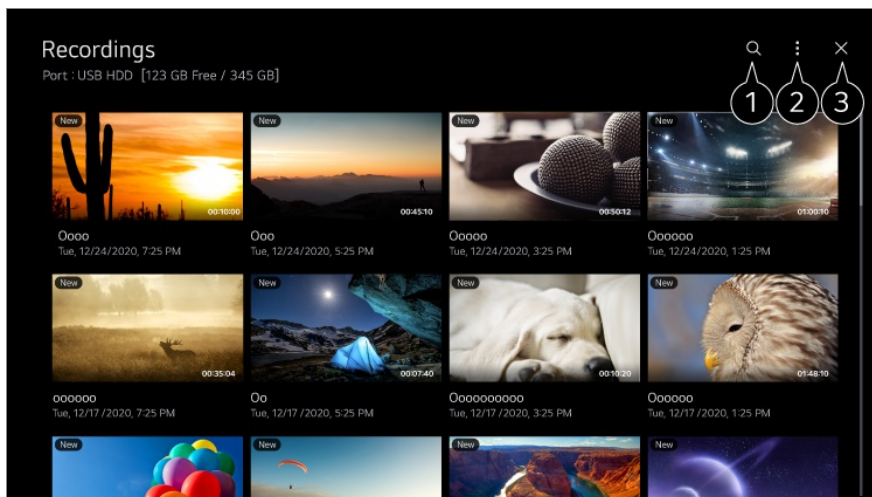 Recordings
Port : USB HDD [123 GB Free / 345 GB]
1 2 3
New New New New
00:10:00 00:45:10 00:50:12 01:00:10
Oooo Ooo Ooooo Oooooo
Tue, 12/24/2020, 7:25 PM Tue, 12/24/2020, 5:25 PM Tue, 12/24/2020, 3:25 PM Tue, 12/24/2020, 1:25 PM
New New New New
00:35:04 00:07:40 00:10:20 01:48:10
oooooo Oo Oooooooooo Oooooo
Tue, 12/17 /2020, 7:25 PM Tue, 12/17 /2020, 5:25 PM Tue, 12/17 /2020, 3:25 PM Tue, 12/17 /2020, 1:25 PM
New New New New